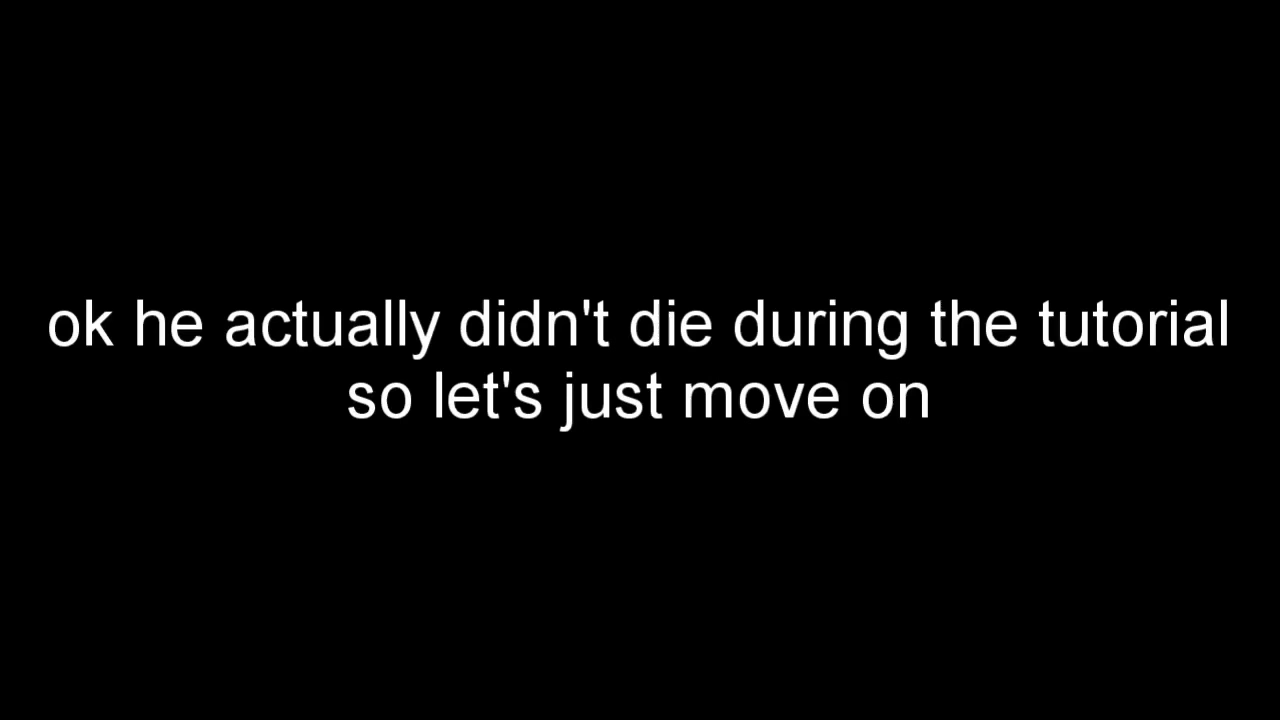 ok he actually didn't die during the tutorial
so let's just move on